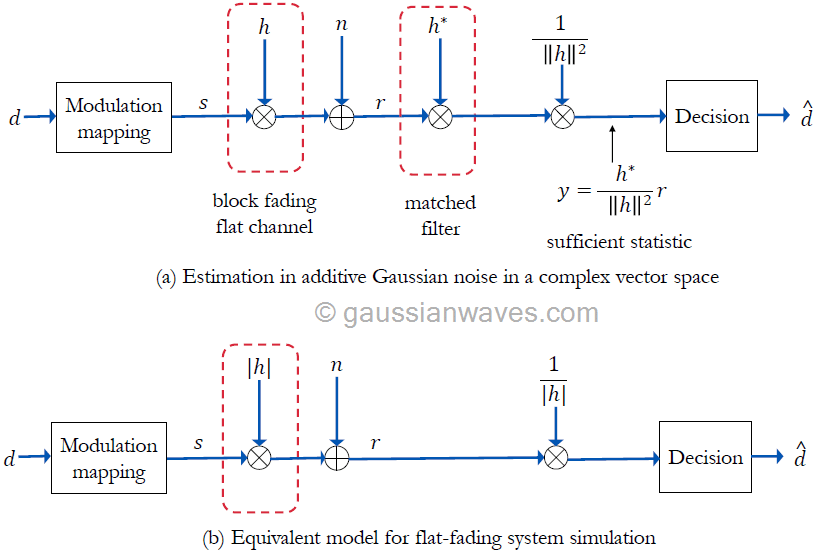 h n h* 1
‖h‖²
d Modulation
mapping s r Decision d̂
block fading
flat channel
matched
filter
y = h*/‖h‖² r
sufficient statistic
(a) Estimation in additive Gaussian noise in a complex vector space
© gaussianwaves.com
|h| n 1
|h|
d Modulation
mapping s r Decision d̂
(b) Equivalent model for flat-fading system simulation